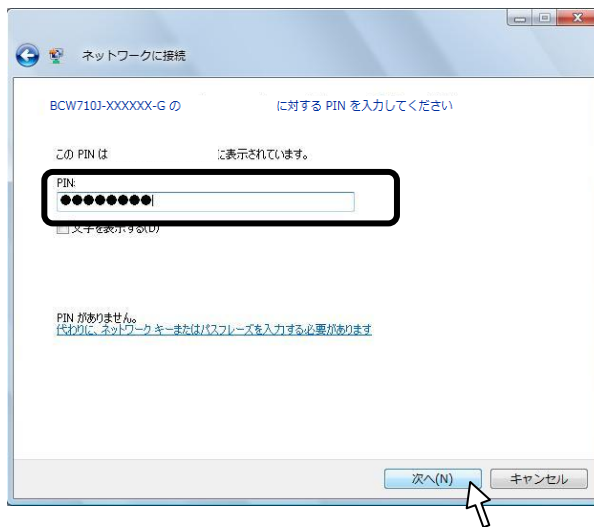 ネットワークに接続
BCW710J-XXXXXX-G の に対する PIN を入力してください
この PIN は に表示されています。
PIN:
●●●●●●●●
文字を表示する(D)
PIN がありません。
代わりに、ネットワーク キーまたはパスフレーズを入力する必要があります
次へ(N)
キャンセル